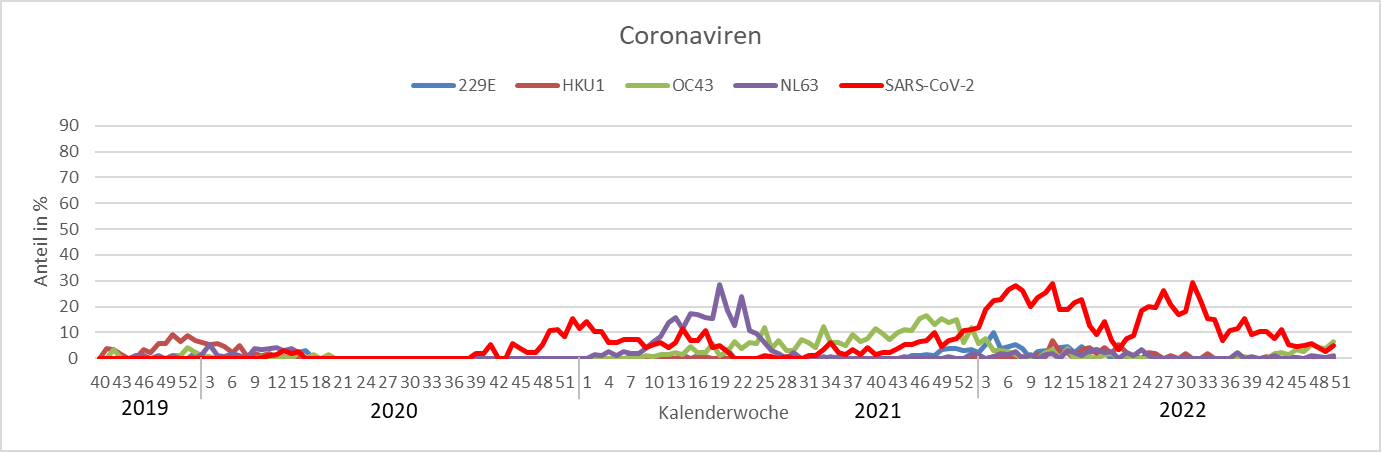 Coronaviren
229E HKU1 OC43 NL63 SARS-CoV-2
90
80
70
60
50
40
30
20
10
0
Anteil in %
40 43 46 49 52 3 6 9 12 15 18 21 24 27 30 33 36 39 42 45 48 51 1 4 7 10 13 16 19 22 25 28 31 34 37 40 43 46 49 52 3 6 9 12 15 18 21 24 27 30 33 36 39 42 45 48 51
2019 2020 Kalenderwoche 2021 2022